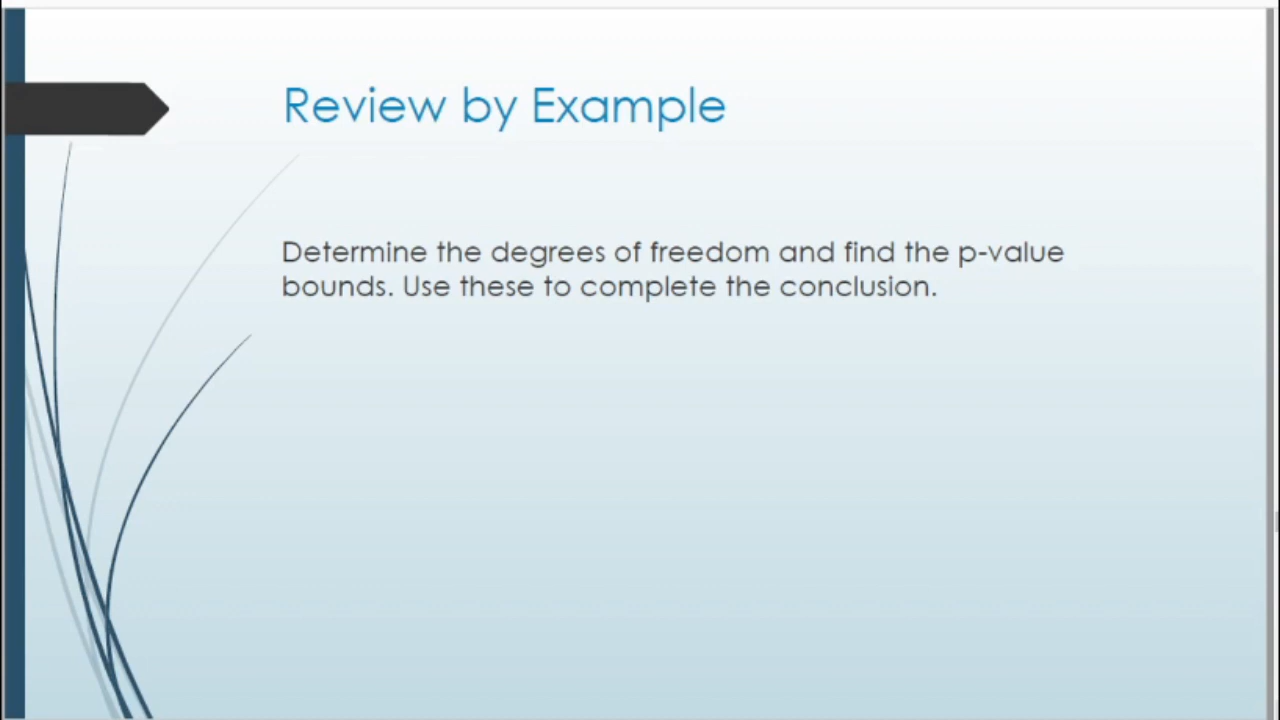 Review by Example
Determine the degrees of freedom and find the p-value
bounds. Use these to complete the conclusion.